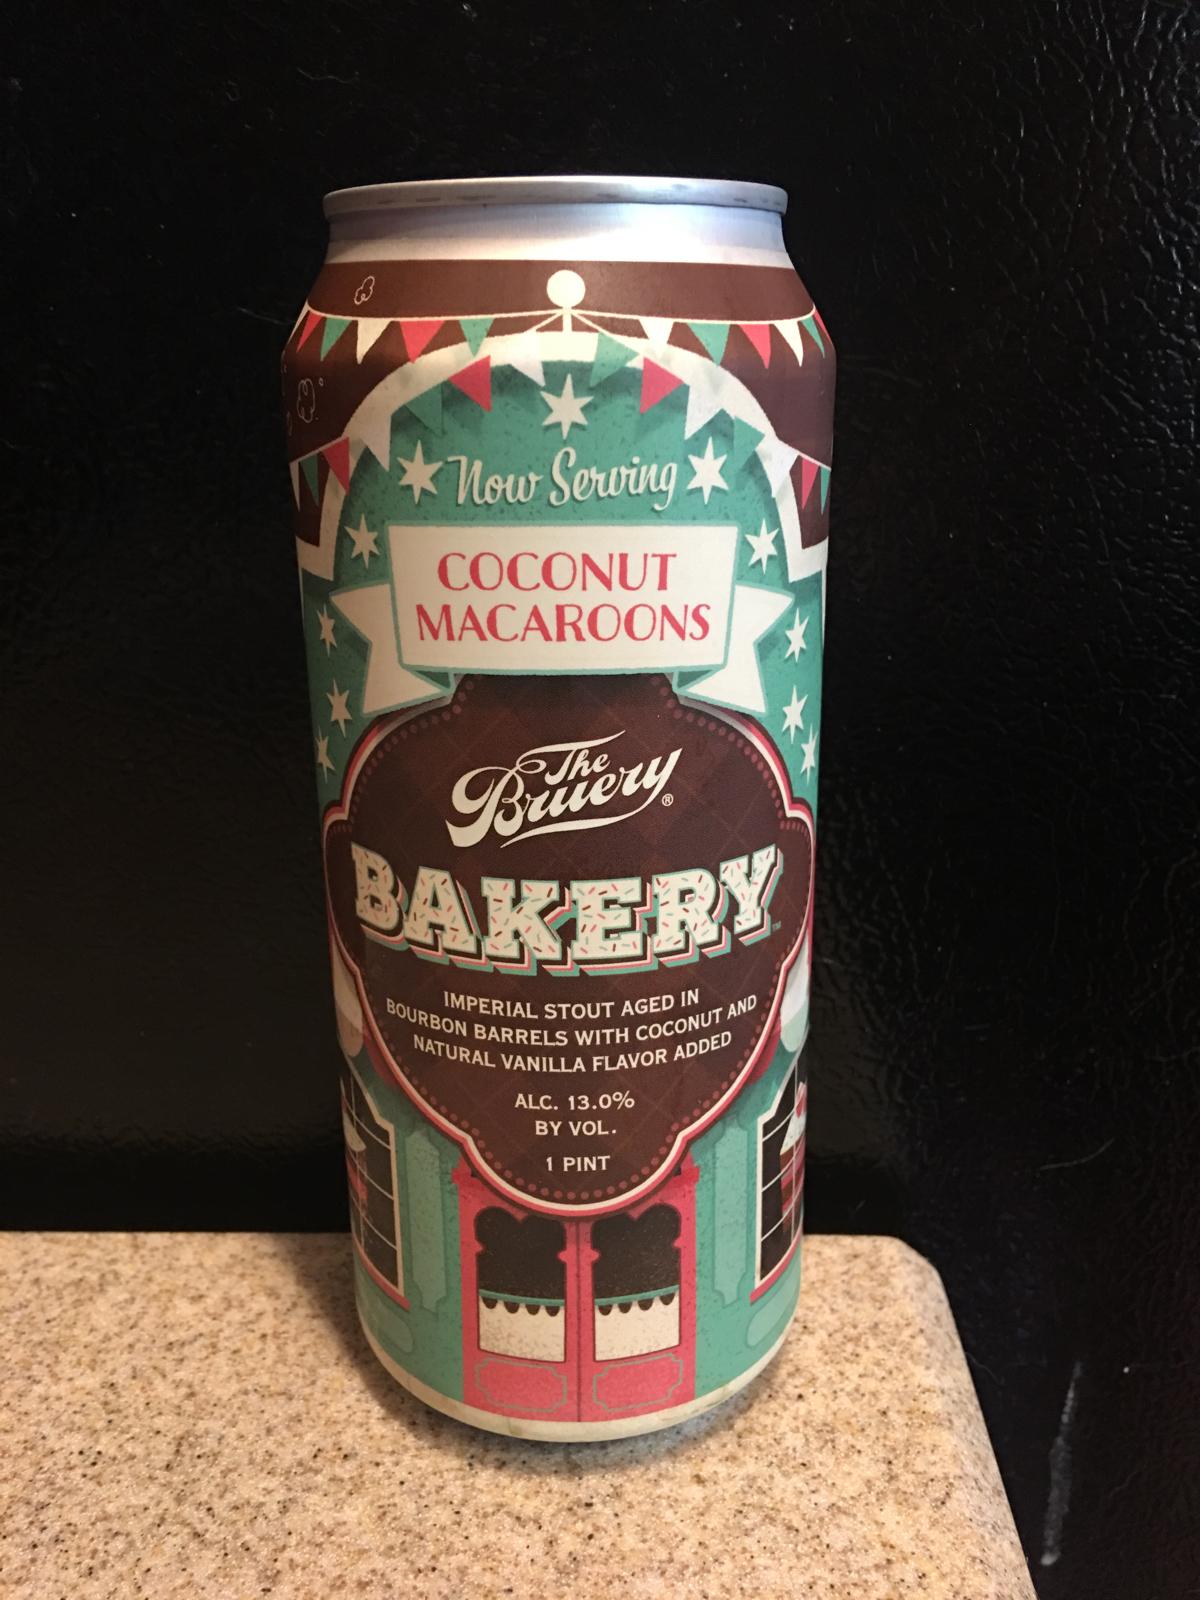 Now Serving
COCONUT
MACAROONS
The
Bruery®
BAKERY™
IMPERIAL STOUT AGED IN
BOURBON BARRELS WITH COCONUT AND
NATURAL VANILLA FLAVOR ADDED
ALC. 13.0%
BY VOL.
1 PINT